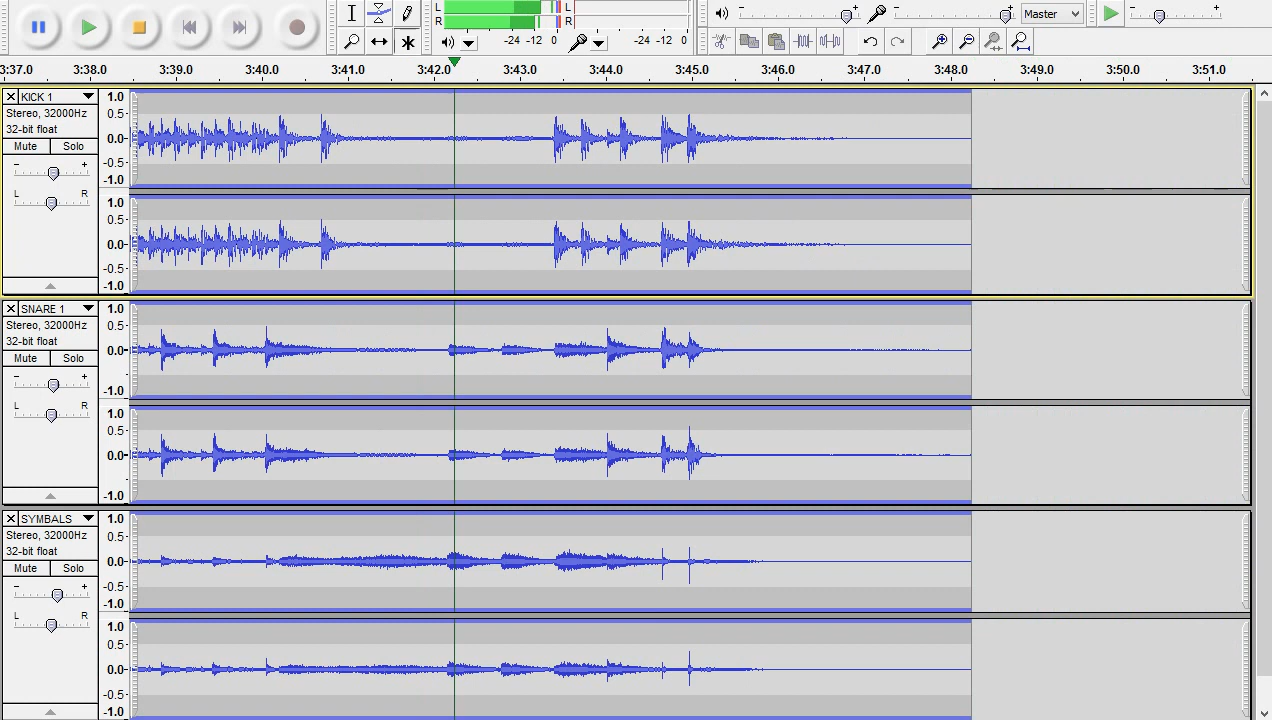 L
R
L
R
-24 -12 0
-24 -12 0
Master
3:37.0 3:38.0 3:39.0 3:40.0 3:41.0 3:42.0 3:43.0 3:44.0 3:45.0 3:46.0 3:47.0 3:48.0 3:49.0 3:50.0 3:51.0
KICK 1
Stereo, 32000Hz
32-bit float
Mute Solo
- +
L R
1.0
0.5-
0.0-
-0.5-
-1.0
1.0
0.5-
0.0-
-0.5-
-1.0
SNARE 1
Stereo, 32000Hz
32-bit float
Mute Solo
- +
L R
1.0
0.5-
0.0-
-1.0
1.0
0.5-
0.0-
-1.0
SYMBALS
Stereo, 32000Hz
32-bit float
Mute Solo
- +
L R
1.0
0.5-
0.0-
-0.5-
-1.0
1.0
0.5-
0.0-
-0.5-
-1.0